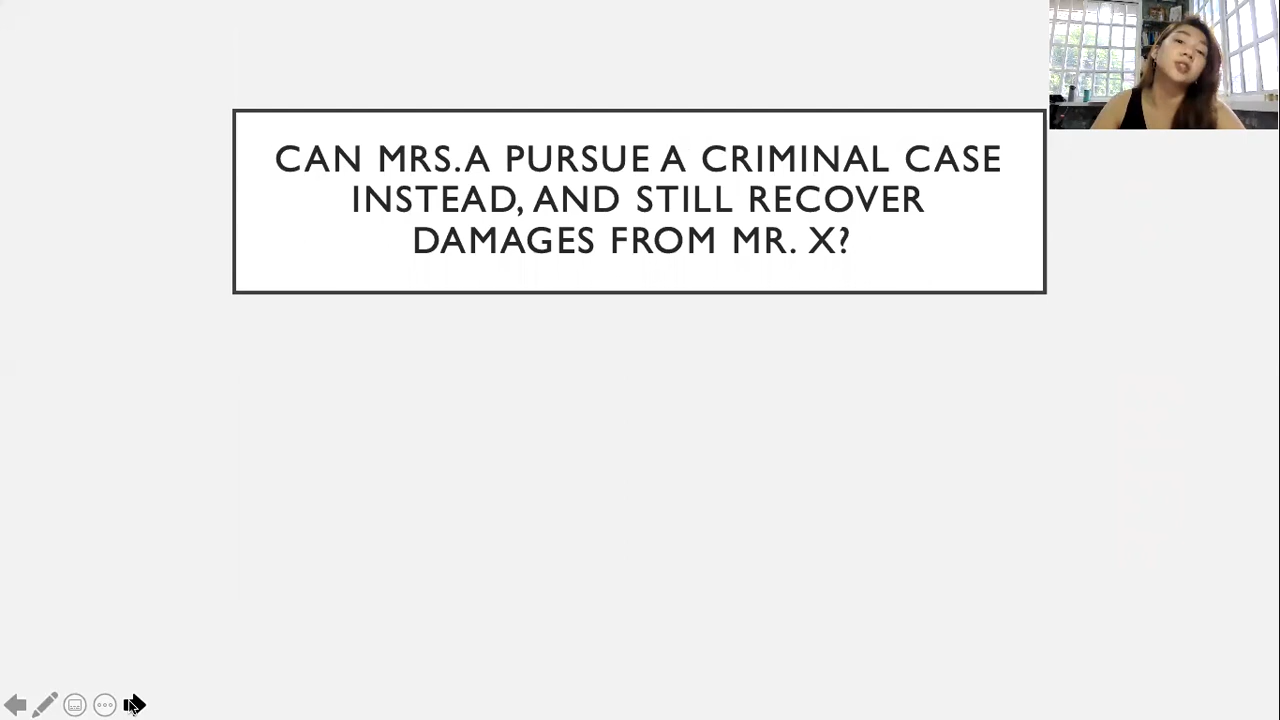 CAN MRS.A PURSUE A CRIMINAL CASE
INSTEAD, AND STILL RECOVER
DAMAGES FROM MR. X?